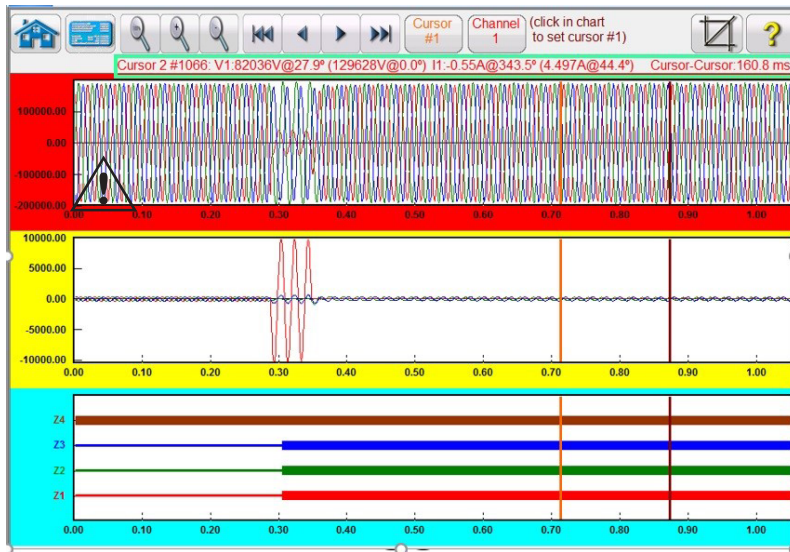 Cursor
#1
Channel
1
(click in chart
to set cursor #1)
?
Cursor 2 #1066: V1:82036V@27.9º (129628V@0.0º) I1:-0.55A@343.5º (4.497A@44.4º) Cursor-Cursor:160.8 ms
100000.00
0.00
-100000.00
-200000.00
0.00 0.10 0.20 0.30 0.40 0.50 0.60 0.70 0.80 0.90 1.00
10000.00
5000.00
0.00
-5000.00
-10000.00
0.00 0.10 0.20 0.30 0.40 0.50 0.60 0.70 0.80 0.90 1.00
Z4
Z3
Z2
Z1
0.00 0.10 0.20 0.30 0.40 0.50 0.60 0.70 0.80 0.90 1.00